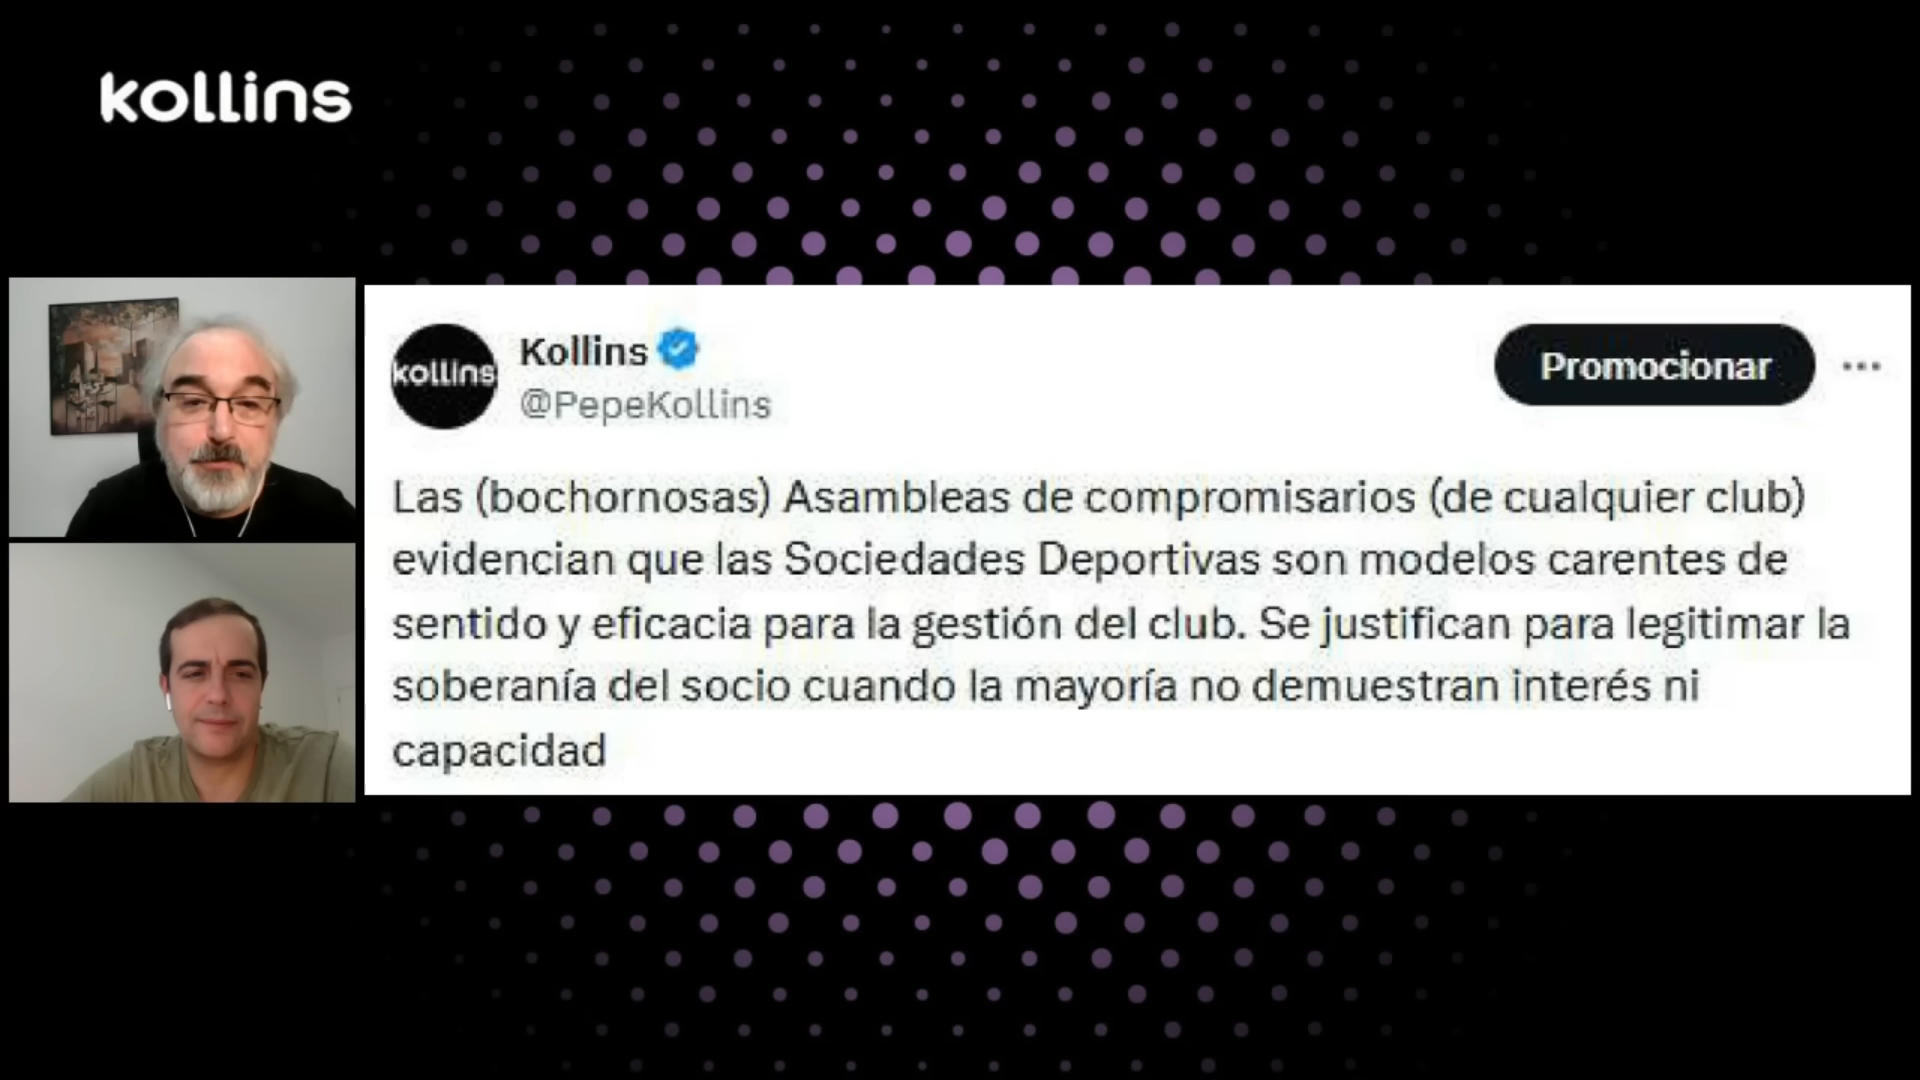 kollins
kollins
Kollins
@PepeKollins
Promocionar
Las (bochornosas) Asambleas de compromisarios (de cualquier club)
evidencian que las Sociedades Deportivas son modelos carentes de
sentido y eficacia para la gestión del club. Se justifican para legitimar la
soberanía del socio cuando la mayoría no demuestran interés ni
capacidad